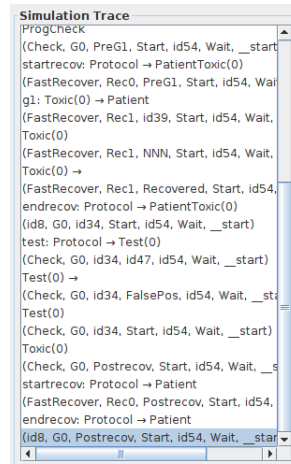 Simulation Trace
ProgCheck
(Check, G0, PreG1, Start, id54, Wait, __start
startrecov: Protocol → PatientToxic(0)
(FastRecover, Rec0, PreG1, Start, id54, Wait
g1: Toxic(0) → Patient
(FastRecover, Rec1, id39, Start, id54, Wait,
Toxic(0)
(FastRecover, Rec1, NNN, Start, id54, Wait,
Toxic(0) →
(FastRecover, Rec1, Recovered, Start, id54,
endrecov: Protocol → PatientToxic(0)
(id8, G0, id34, Start, id54, Wait, __start)
test: Protocol → Test(0)
(Check, G0, id34, id47, id54, Wait, __start)
Test(0) →
(Check, G0, id34, FalsePos, id54, Wait, __sta
Test(0)
(Check, G0, id34, Start, id54, Wait, __start)
Toxic(0)
(Check, G0, Postrecov, Start, id54, Wait, __s
startrecov: Protocol → Patient
(FastRecover, Rec0, Postrecov, Start, id54,
endrecov: Protocol → Patient
(id8, G0, Postrecov, Start, id54, Wait, __star